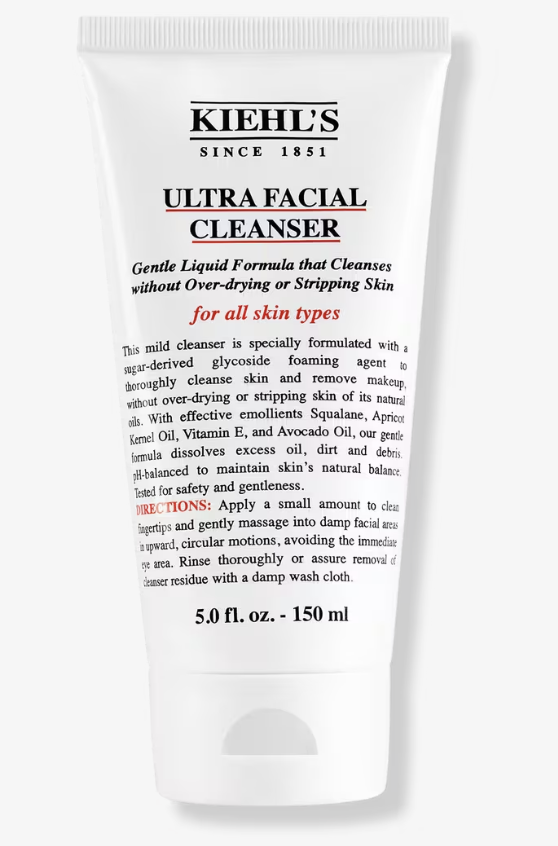 KIEHL'S
SINCE 1851
ULTRA FACIAL
CLEANSER
Gentle Liquid Formula that Cleanses
without Over-drying or Stripping Skin
for all skin types
This mild cleanser is specially formulated with a
sugar-derived glycoside foaming agent to
thoroughly cleanse skin and remove makeup,
without over-drying or stripping skin of its natural
oils. With effective emollients Squalane, Apricot
Kernel Oil, Vitamin E, and Avocado Oil, our gentle
formula dissolves excess oil, dirt and debris.
pH-balanced to maintain skin's natural balance.
Tested for safety and gentleness.
DIRECTIONS: Apply a small amount to clean
fingertips and gently massage into damp facial areas
in upward, circular motions, avoiding the immediate
eye area. Rinse thoroughly or assure removal of
cleanser residue with a damp wash cloth.
5.0 fl. oz. - 150 ml